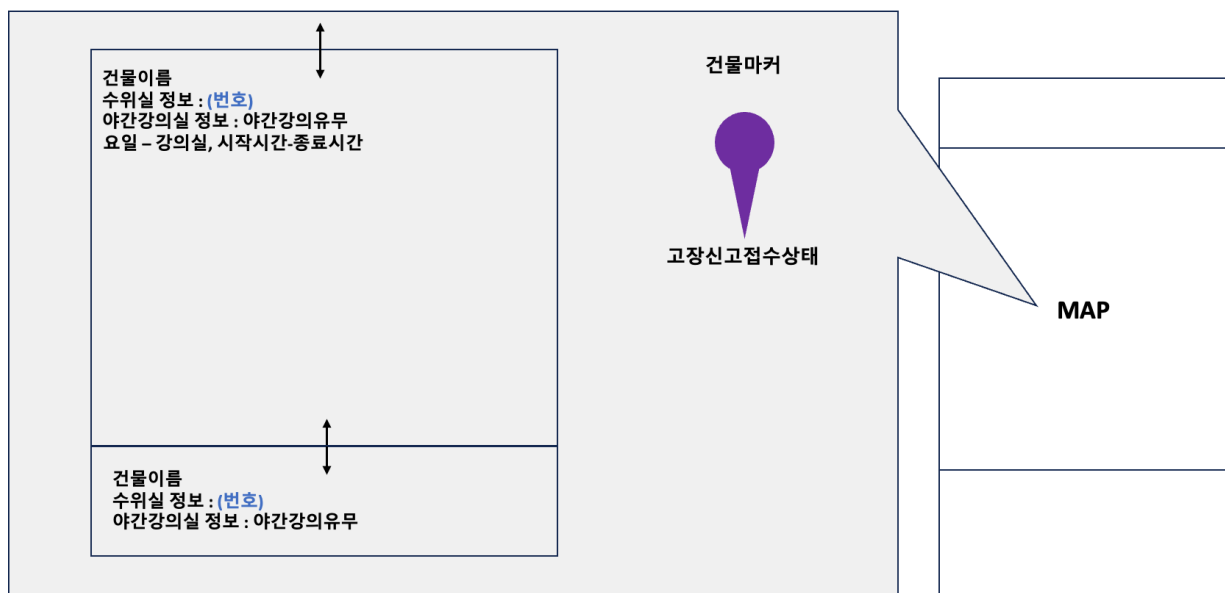 건물이름
수위실 정보 : (번호)
야간강의실 정보 : 야간강의유무
요일 – 강의실, 시작시간-종료시간
건물이름
수위실 정보 : (번호)
야간강의실 정보 : 야간강의유무
건물마커
고장신고접수상태
MAP